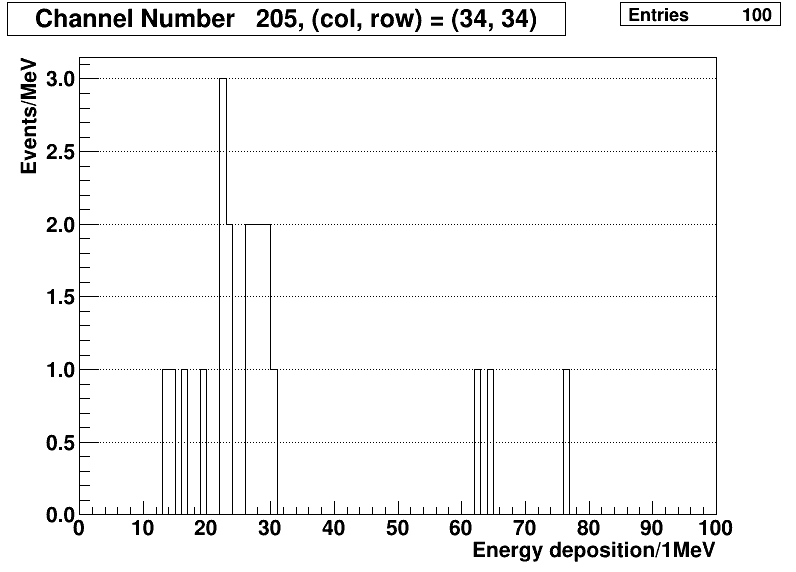 Channel Number 205, (col, row) = (34, 34)
Entries 100
Events/MeV
3.0
2.5
2.0
1.5
1.0
0.5
0.0
0 10 20 30 40 50 60 70 80 90 100
Energy deposition/1MeV